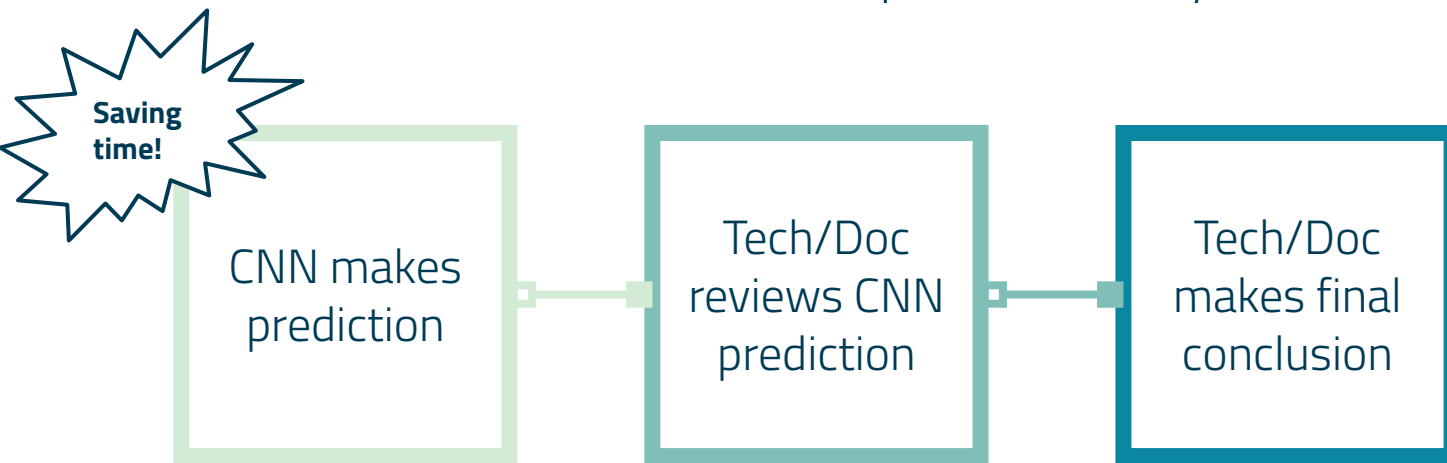 Saving
time!
CNN makes
prediction
Tech/Doc
reviews CNN
prediction
Tech/Doc
makes final
conclusion